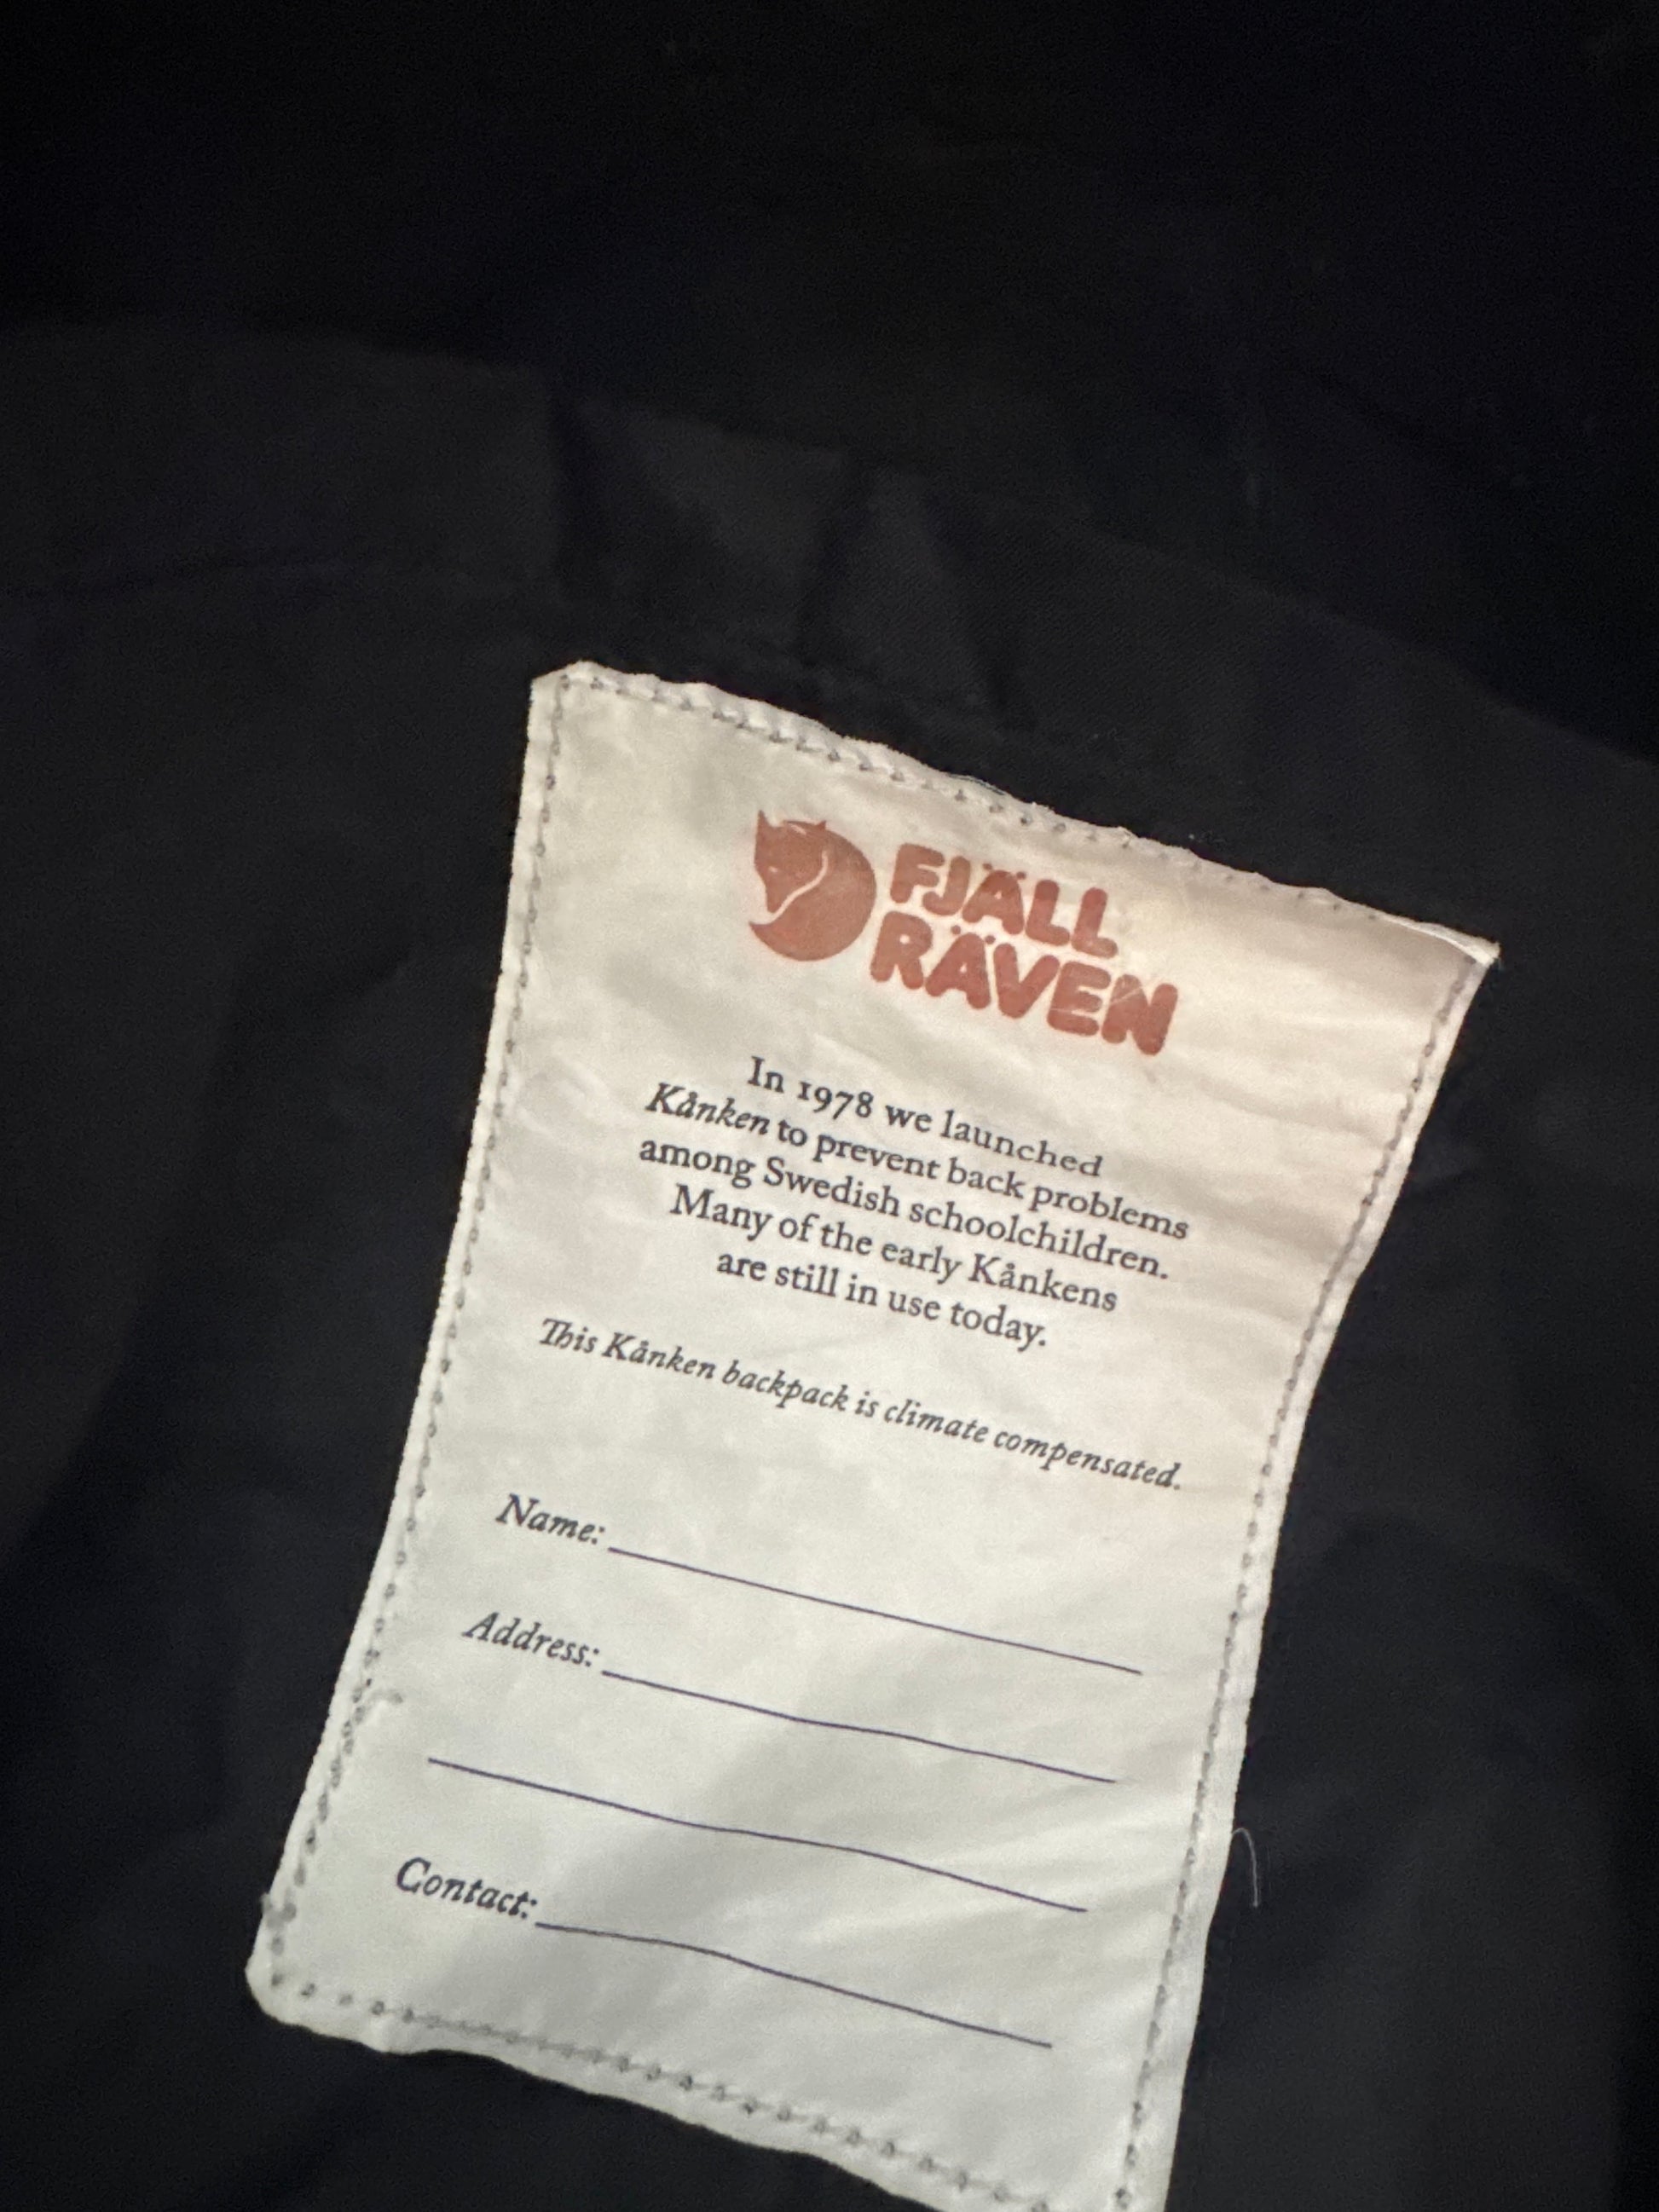 FJÄLL
RÄVEN
In 1978 we launched
Kånken to prevent back problems
among Swedish schoolchildren.
Many of the early Kånkens
are still in use today.
This Kånken backpack is climate compensated.
Name:
Address:
Contact: